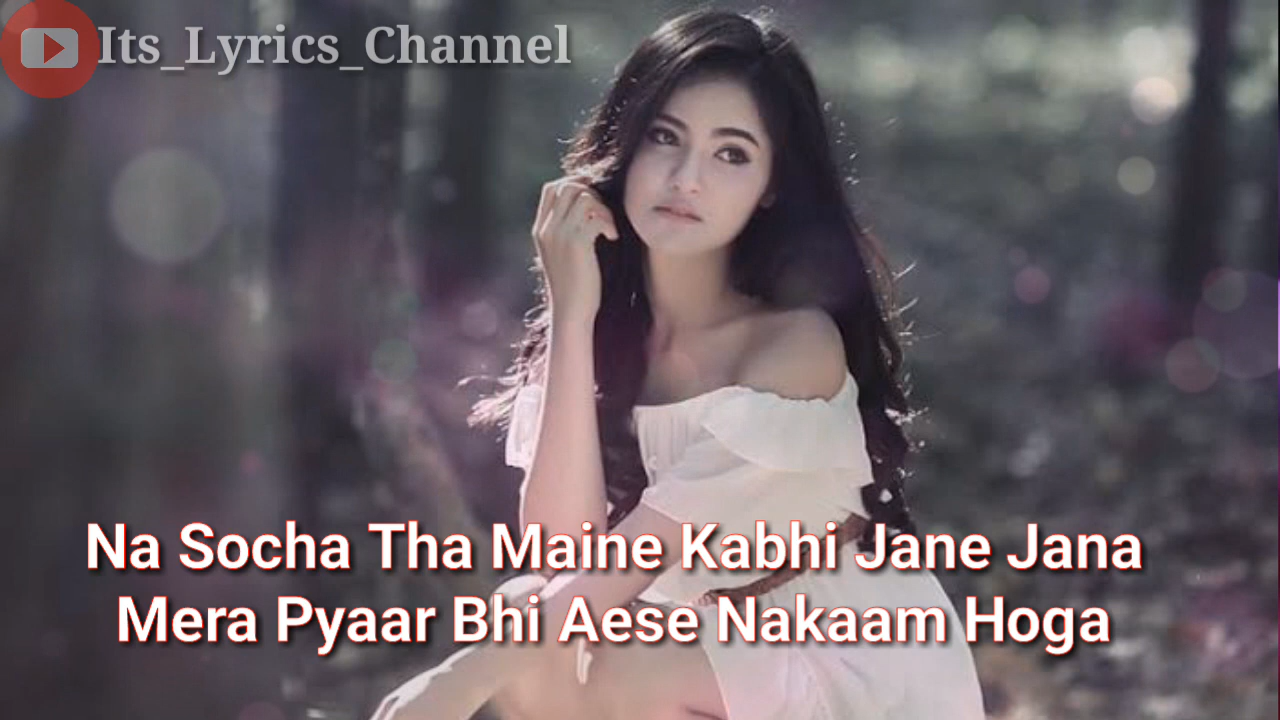 Its_Lyrics_Channel
Na Socha Tha Maine Kabhi Jane Jana
Mera Pyaar Bhi Aese Nakaam Hoga